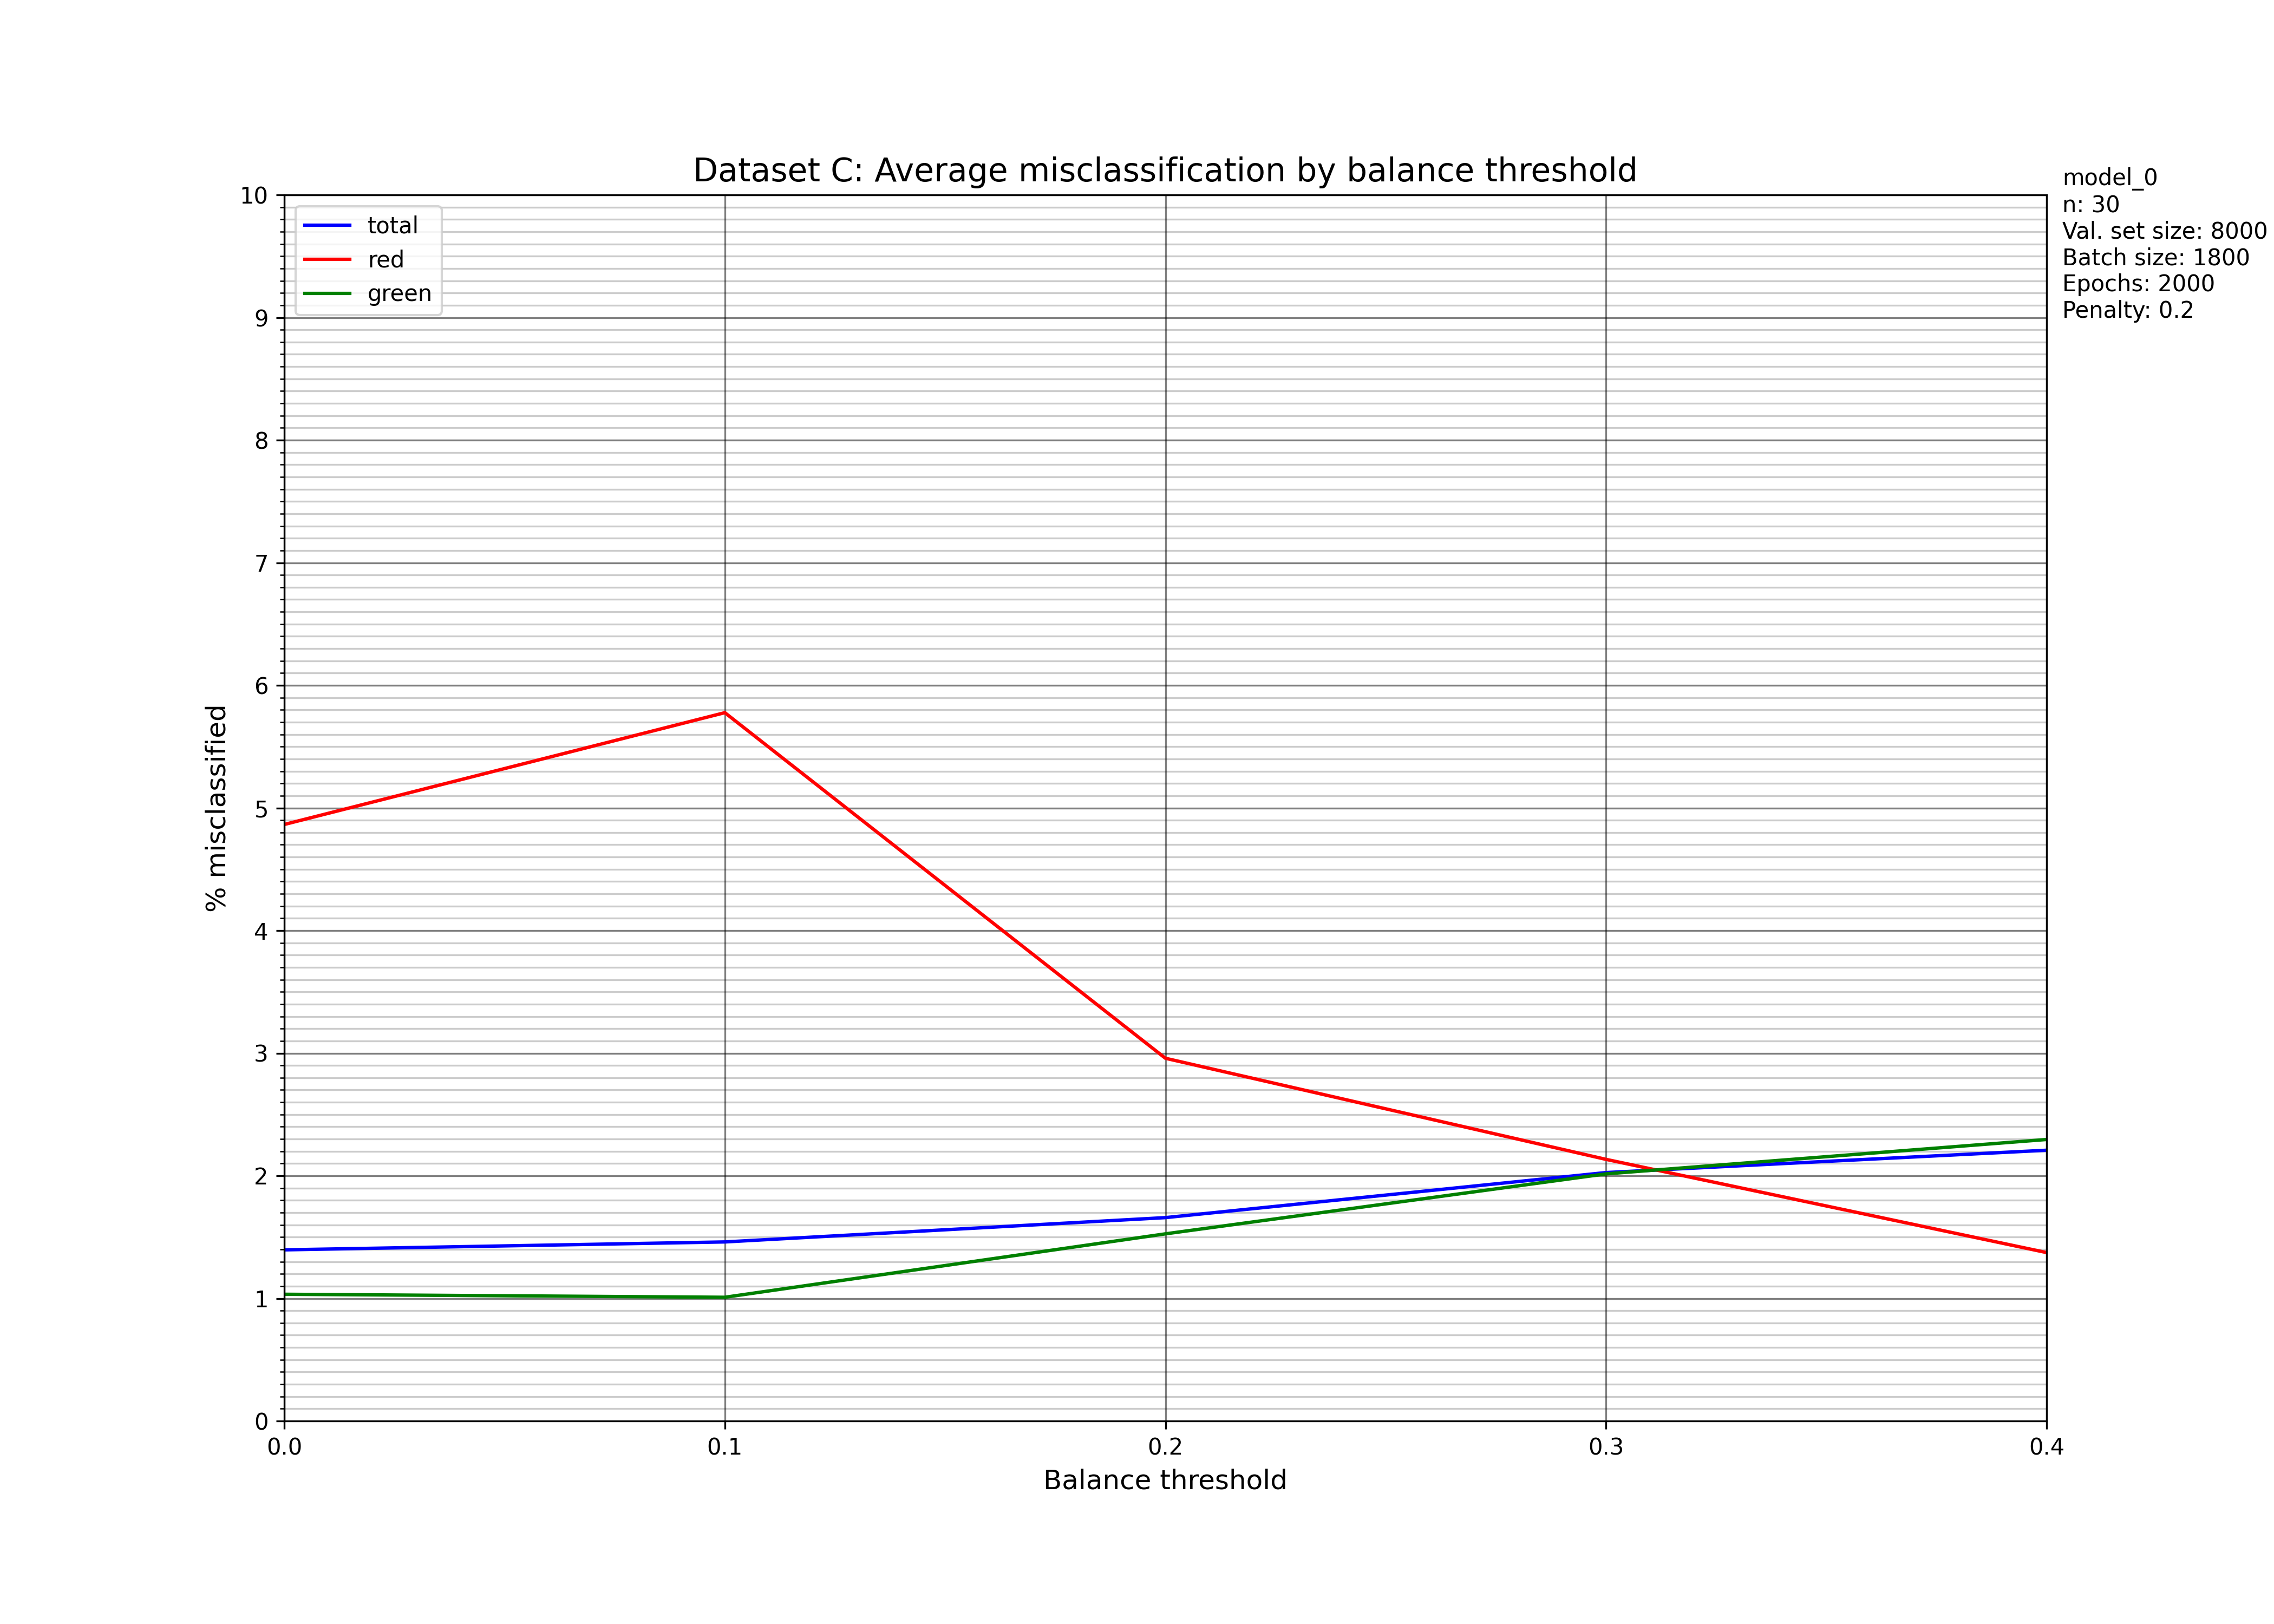 Dataset C: Average misclassification by balance threshold
model_0
n: 30
Val. set size: 8000
Batch size: 1800
Epochs: 2000
Penalty: 0.2
total
red
green
% misclassified
10
9
8
7
6
5
4
3
2
1
0
0.0 0.1 0.2 0.3 0.4
Balance threshold